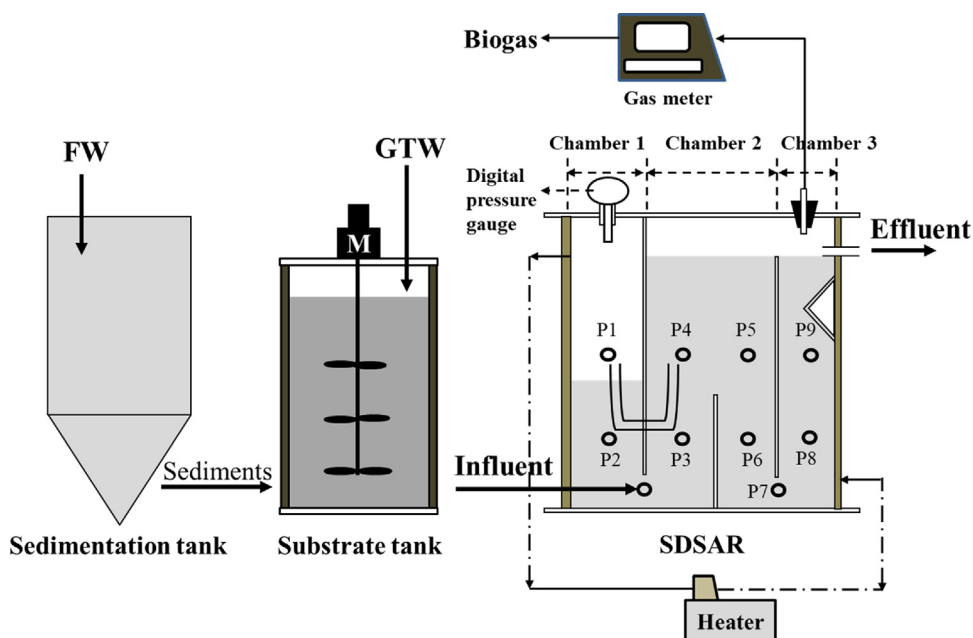 Biogas
Gas meter
FW
GTW
Chamber 1
Chamber 2
Chamber 3
Digital
pressure
gauge
M
Effluent
P1
P4
P5
P9
P2
P3
P6
P8
P7
Sediments
Influent
Sedimentation tank
Substrate tank
SDSAR
Heater